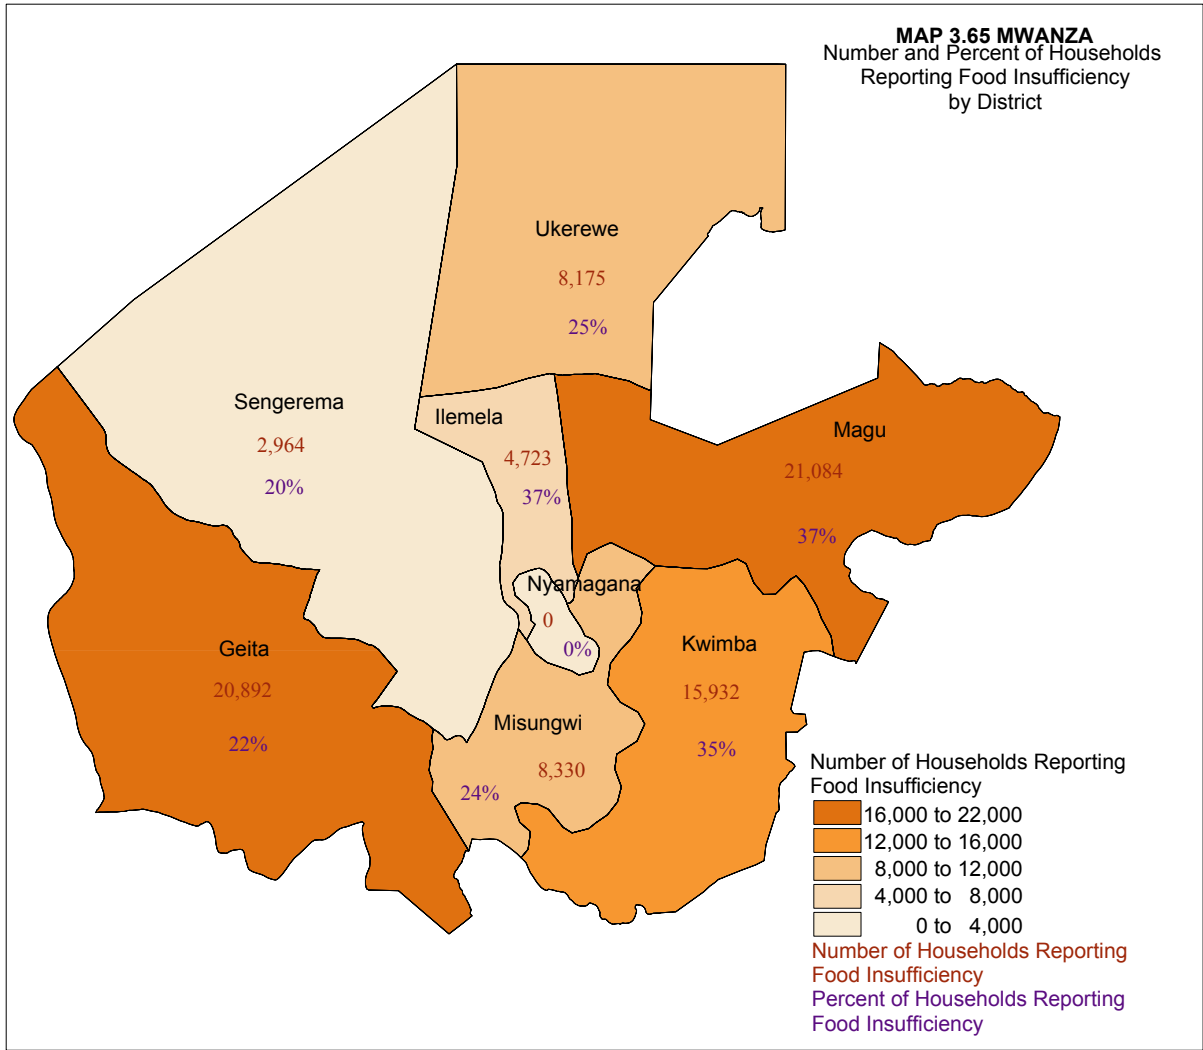 MAP 3.65 MWANZA
Number and Percent of Households
Reporting Food Insufficiency
by District
Ukerewe
8,175
25%
Sengerema
2,964
20%
Ilemela
4,723
37%
Magu
21,084
37%
Nyamagana
0
0%
Geita
20,892
22%
Kwimba
15,932
35%
Misungwi
8,330
24%
Number of Households Reporting
Food Insufficiency
16,000 to 22,000
12,000 to 16,000
8,000 to 12,000
4,000 to 8,000
0 to 4,000
Number of Households Reporting
Food Insufficiency
Percent of Households Reporting
Food Insufficiency